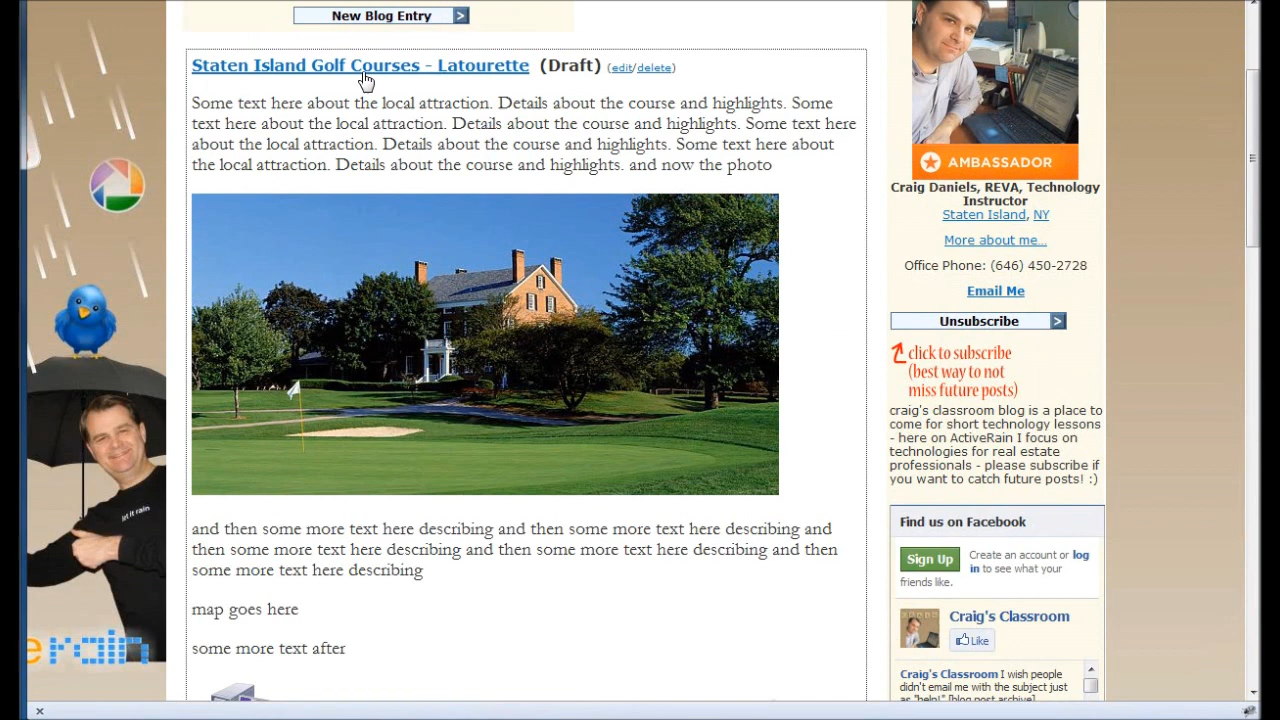 New Blog Entry >
Staten Island Golf Courses - Latourette (Draft) (edit/delete)
Some text here about the local attraction. Details about the course and highlights. Some
text here about the local attraction. Details about the course and highlights. Some text here
about the local attraction. Details about the course and highlights. Some text here about
the local attraction. Details about the course and highlights. and now the photo
and then some more text here describing and then some more text here describing and
then some more text here describing and then some more text here describing and then
some more text here describing
map goes here
some more text after
AMBASSADOR
Craig Daniels, REVA, Technology
Instructor
Staten Island, NY
More about me...
Office Phone: (646) 450-2728
Email Me
Unsubscribe >
click to subscribe
(best way to not
miss future posts)
craig's classroom blog is a place to
come for short technology lessons
- here on ActiveRain I focus on
technologies for real estate
professionals - please subscribe if
you want to catch future posts! :)
Find us on Facebook
Sign Up
Create an account or log
in to see what your
friends like.
Craig's Classroom
Like
Craig's Classroom I wish people
didn't email me with the subject just
as "help!" [blog post archive]
let it rain
e rain